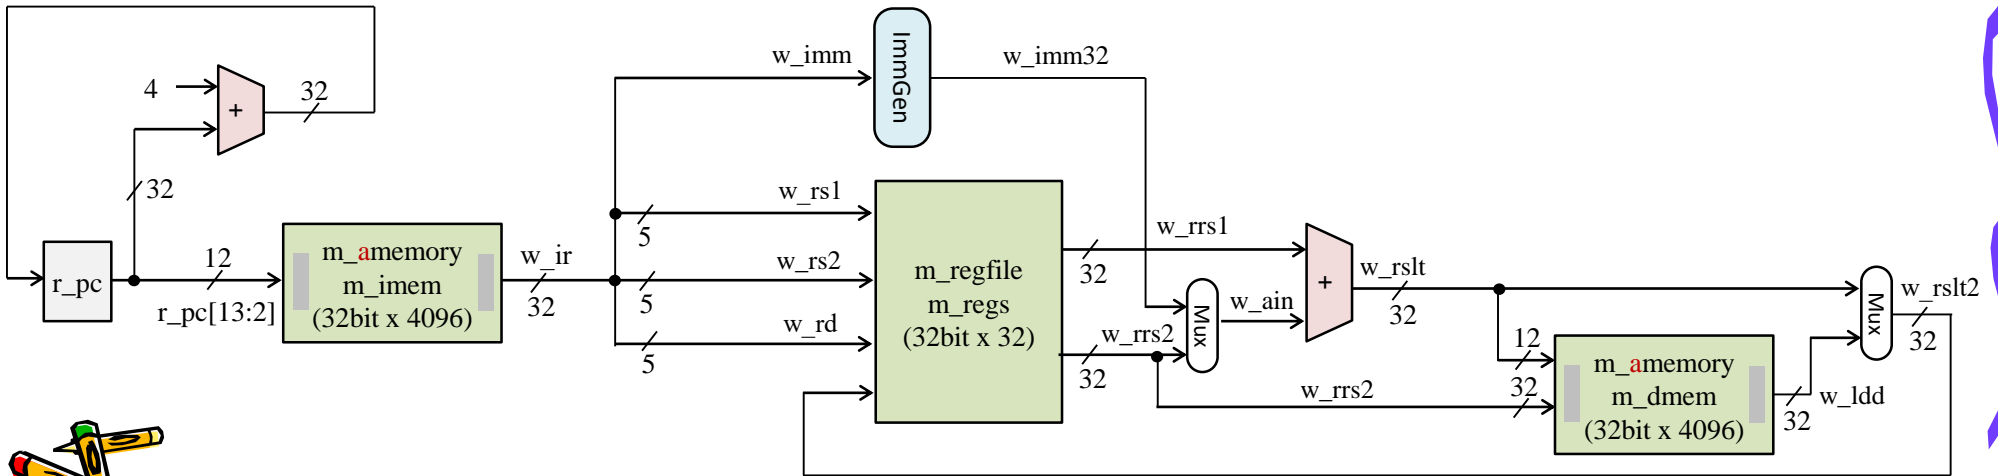 4
+
32
32
r_pc
12
r_pc[13:2]
m_amemory
m_imem
(32bit x 4096)
w_ir
32
w_imm
ImmGen
w_imm32
w_rs1
5
w_rs2
5
w_rd
5
m_regfile
m_regs
(32bit x 32)
w_rrs1
32
w_rrs2
32
Mux
w_ain
+
w_rslt
32
w_rrs2
12
32
m_amemory
m_dmem
(32bit x 4096)
32
w_ldd
Mux
w_rslt2
32